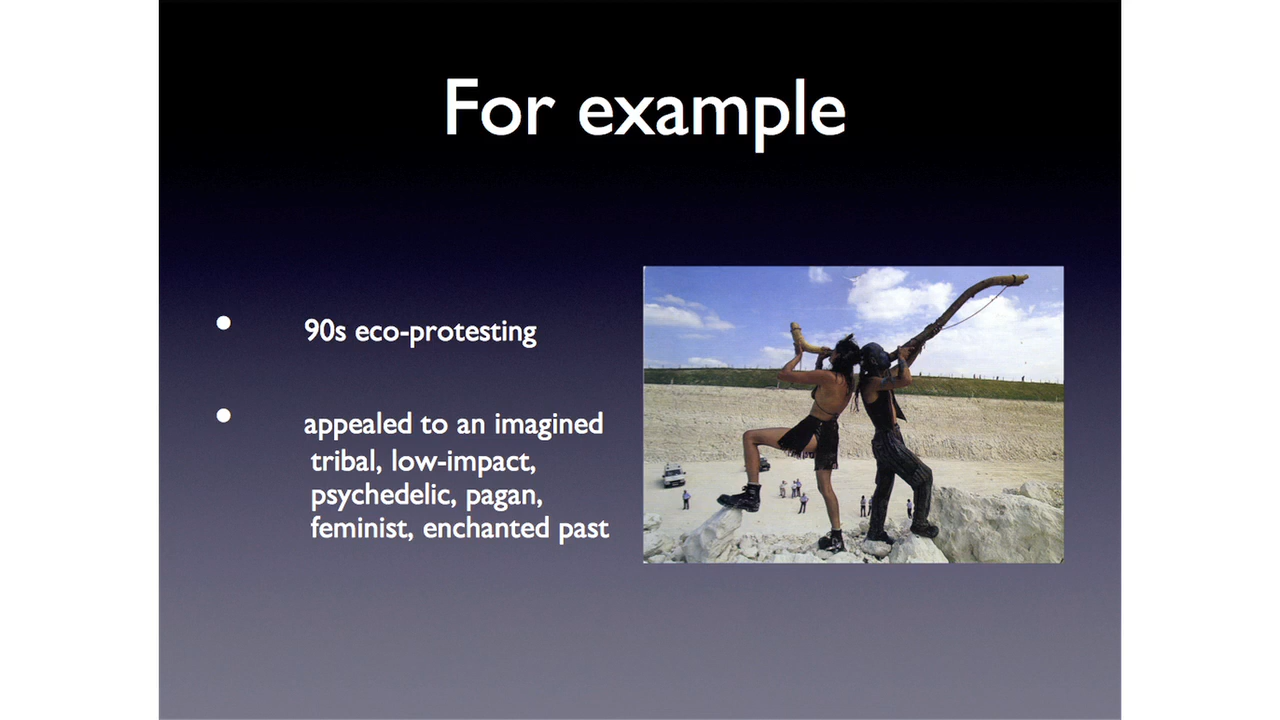 For example
• 90s eco-protesting
• appealed to an imagined
tribal, low-impact,
psychedelic, pagan,
feminist, enchanted past